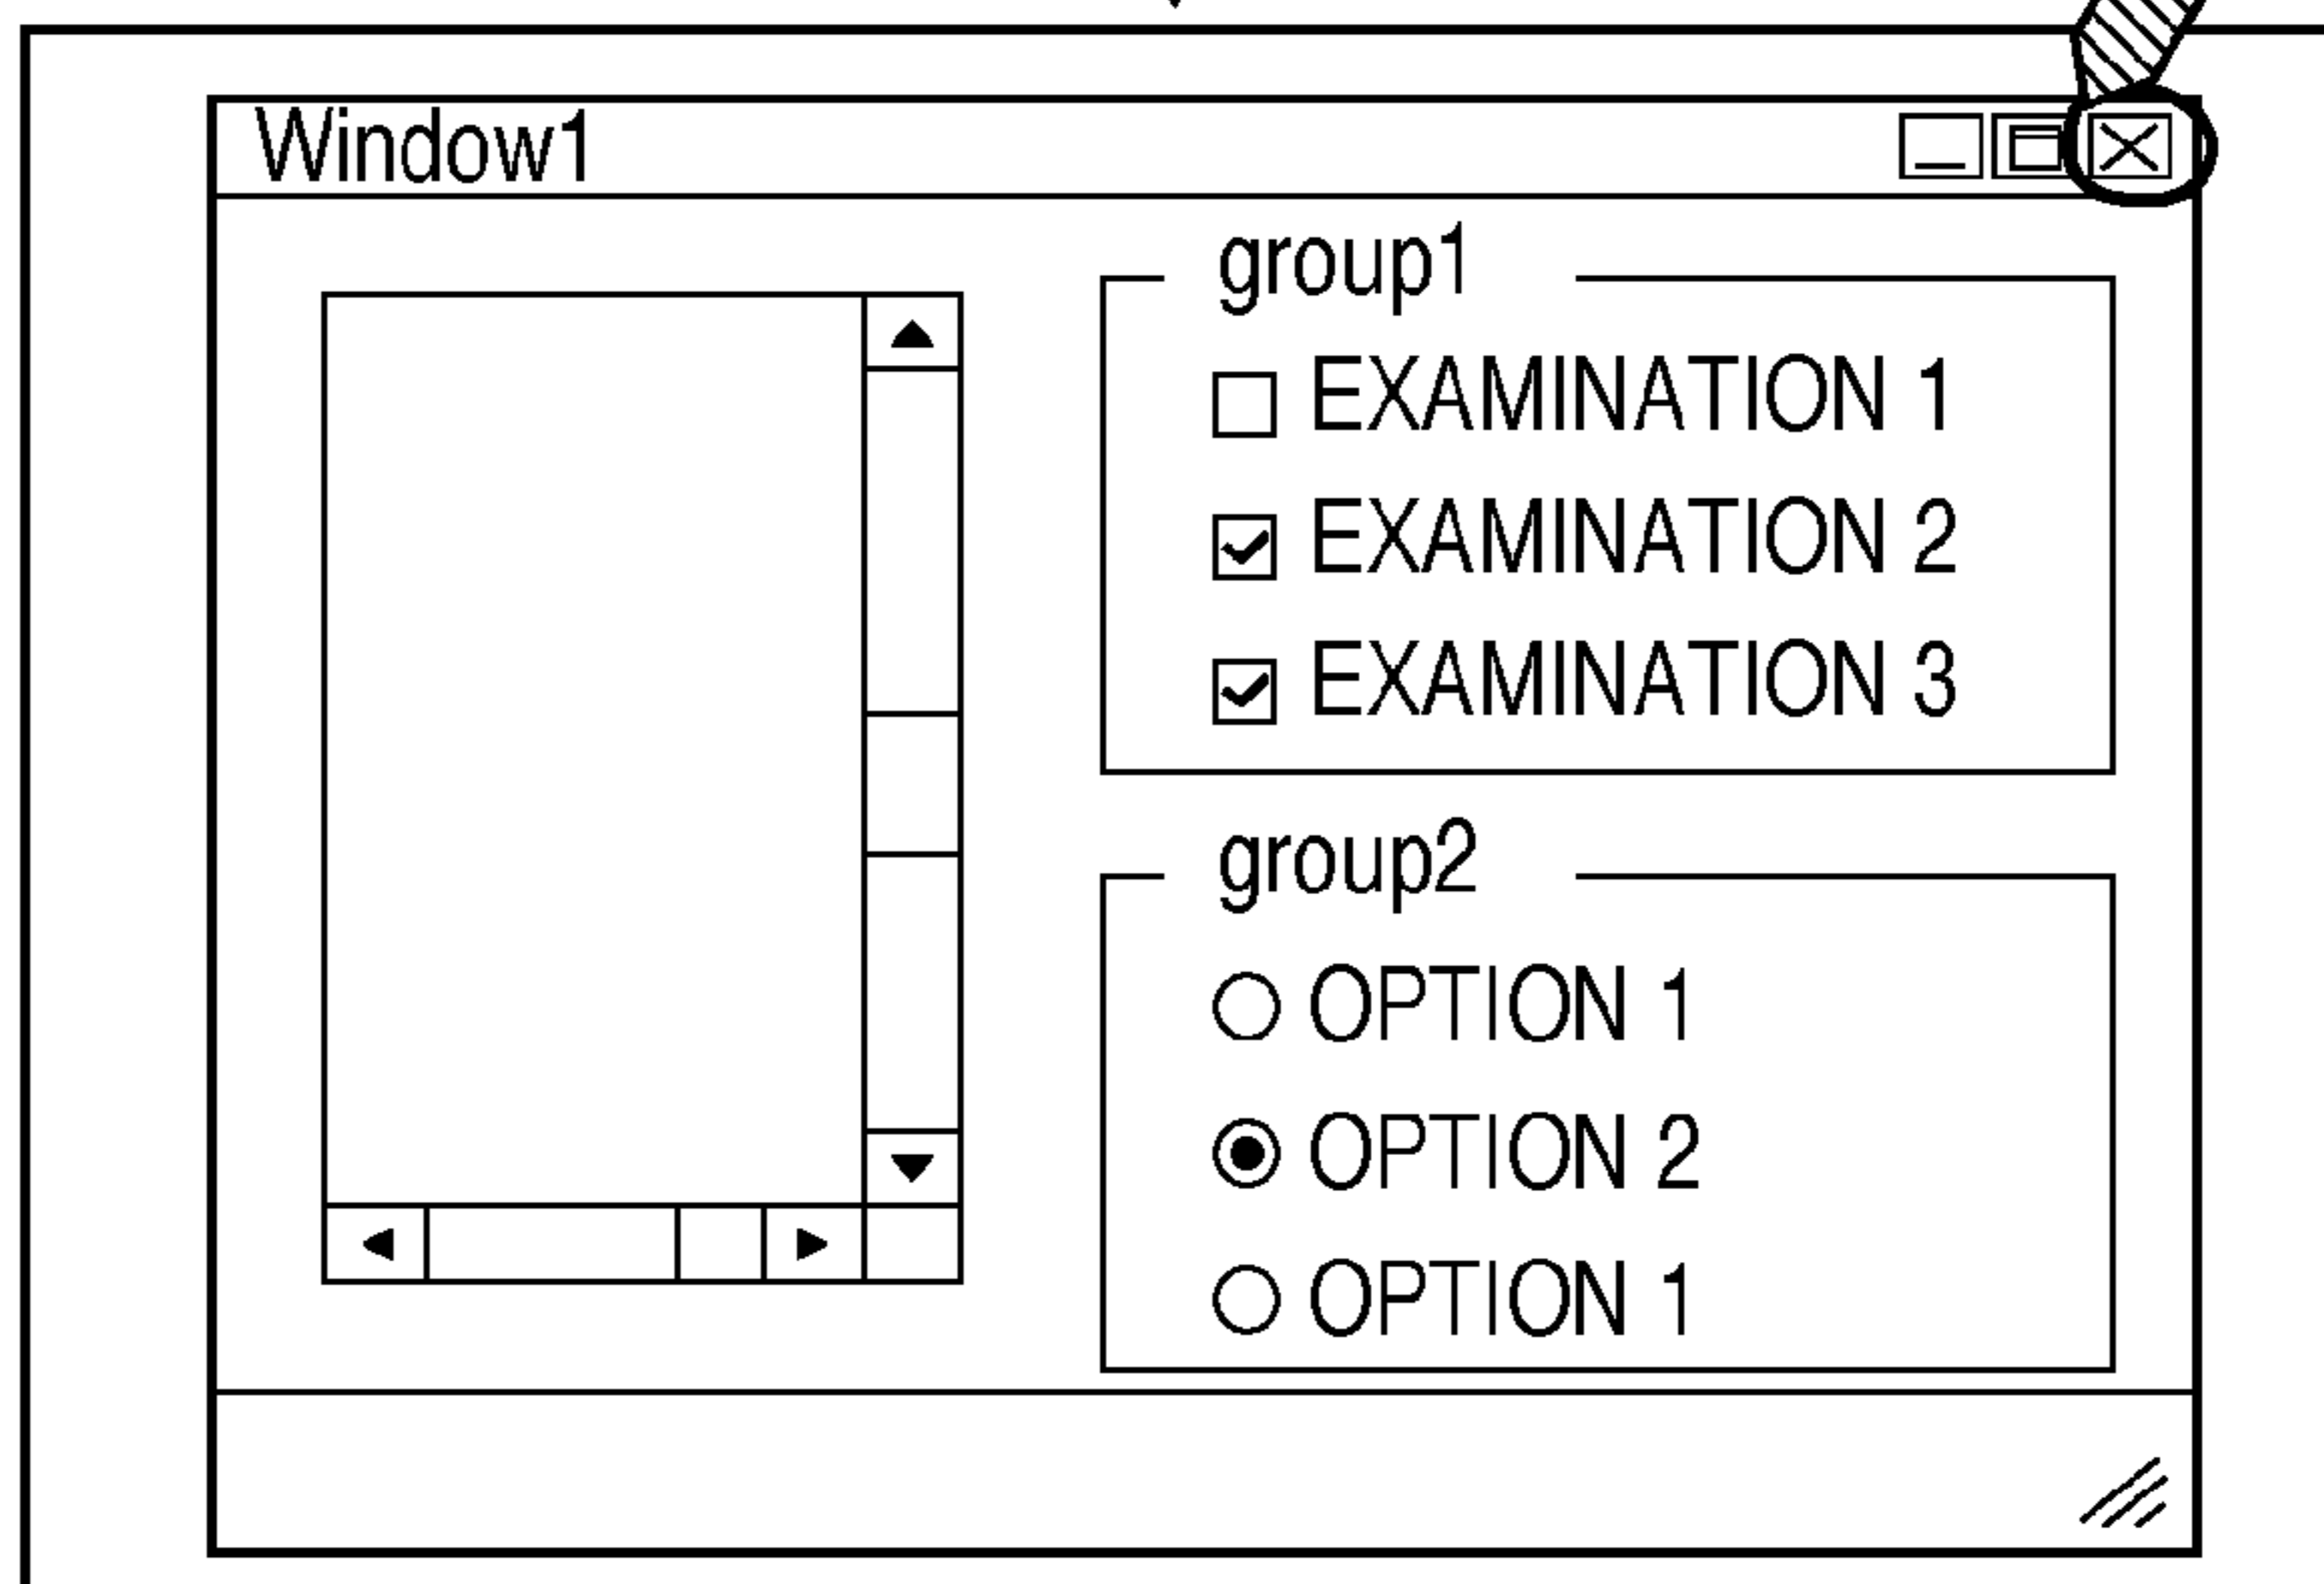 Window1
group1
EXAMINATION 1
EXAMINATION 2
EXAMINATION 3
group2
OPTION 1
OPTION 2
OPTION 1